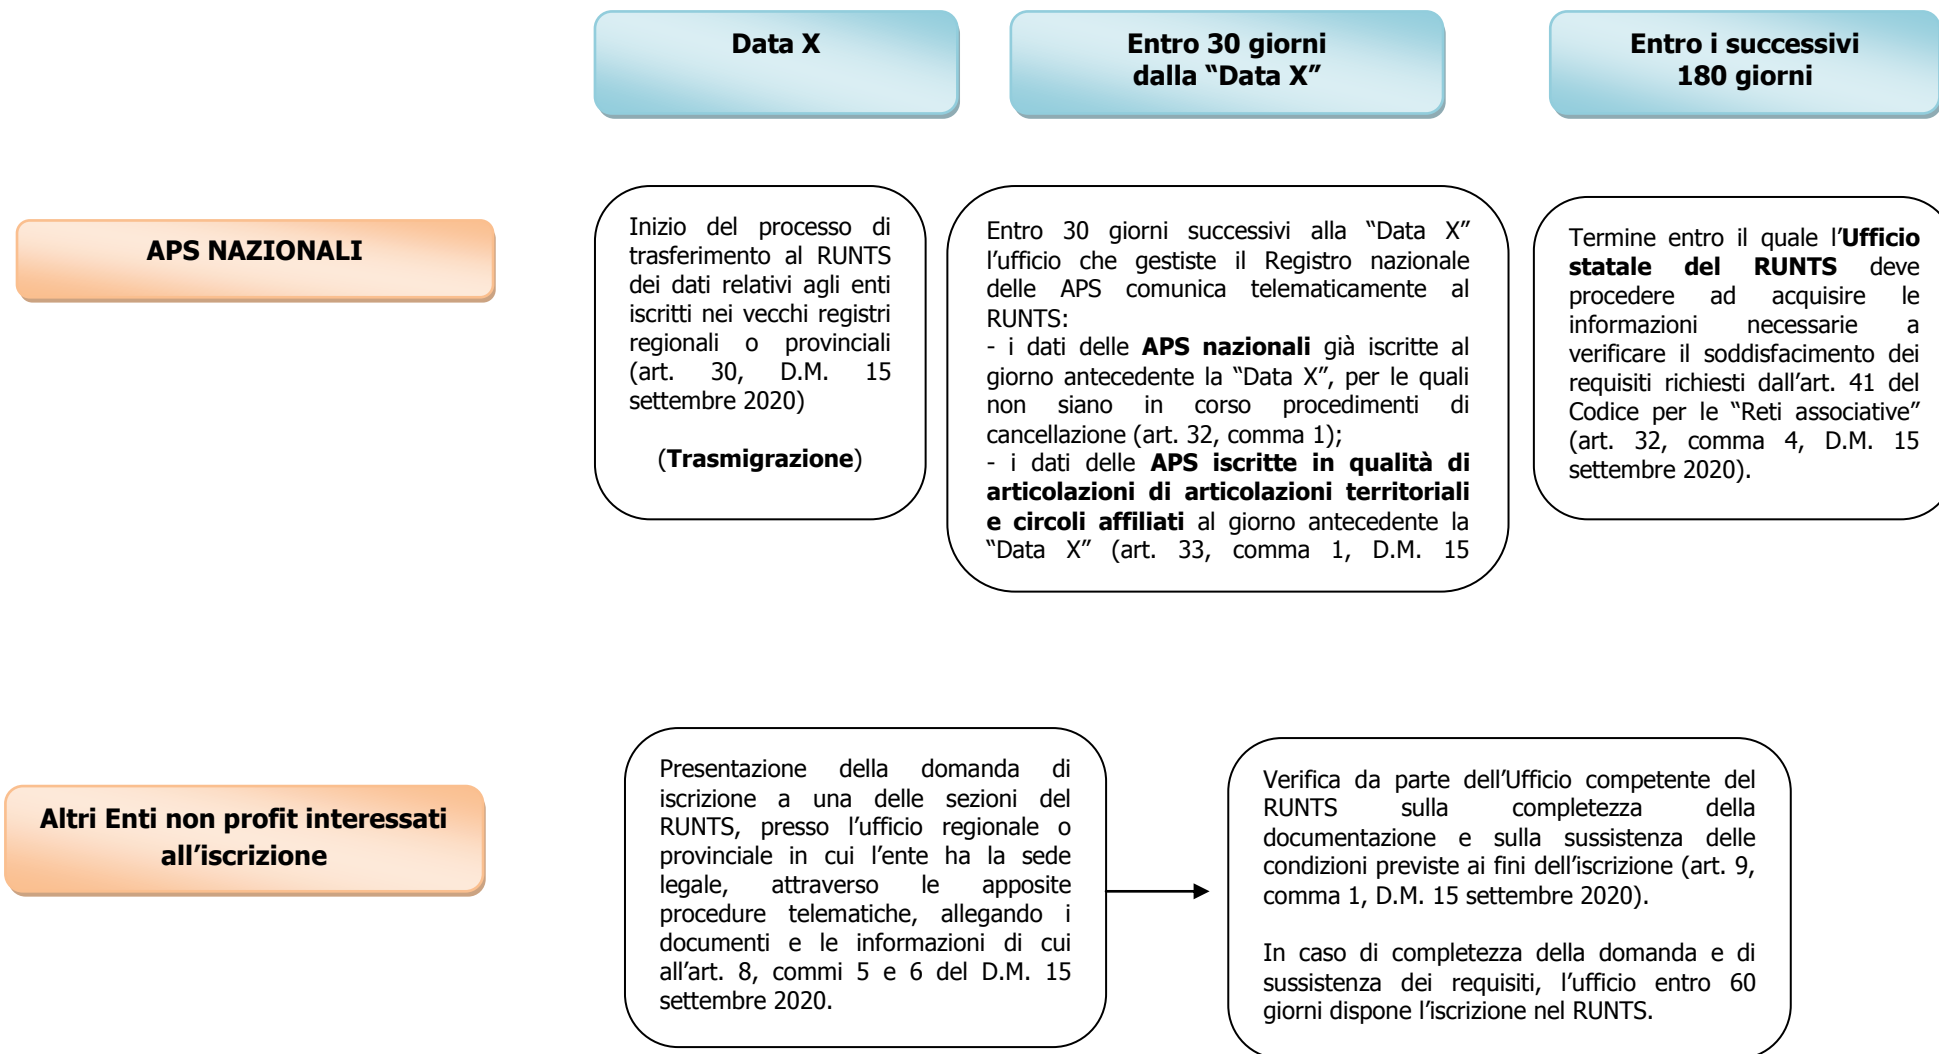 Data X
Entro 30 giorni
dalla “Data X”
Entro i successivi
180 giorni
APS NAZIONALI
Inizio del processo di
trasferimento al RUNTS
dei dati relativi agli enti
iscritti nei vecchi registri
regionali o provinciali
(art. 30, D.M. 15
settembre 2020)
(Trasmigrazione)
Entro 30 giorni successivi alla “Data X”
l’ufficio che gestiste il Registro nazionale
delle APS comunica telematicamente al
RUNTS:
- i dati delle APS nazionali già iscritte al
giorno antecedente la “Data X”, per le quali
non siano in corso procedimenti di
cancellazione (art. 32, comma 1);
- i dati delle APS iscritte in qualità di
articolazioni di articolazioni territoriali
e circoli affiliati al giorno antecedente la
“Data X” (art. 33, comma 1, D.M. 15
Termine entro il quale l’Ufficio
statale del RUNTS deve
procedere ad acquisire le
informazioni necessarie a
verificare il soddisfacimento dei
requisiti richiesti dall’art. 41 del
Codice per le “Reti associative”
(art. 32, comma 4, D.M. 15
settembre 2020).
Altri Enti non profit interessati
all’iscrizione
Presentazione della domanda di
iscrizione a una delle sezioni del
RUNTS, presso l’ufficio regionale o
provinciale in cui l’ente ha la sede
legale, attraverso le apposite
procedure telematiche, allegando i
documenti e le informazioni di cui
all’art. 8, commi 5 e 6 del D.M. 15
settembre 2020.
Verifica da parte dell’Ufficio competente del
RUNTS sulla completezza della
documentazione e sulla sussistenza delle
condizioni previste ai fini dell’iscrizione (art. 9,
comma 1, D.M. 15 settembre 2020).
In caso di completezza della domanda e di
sussistenza dei requisiti, l’ufficio entro 60
giorni dispone l’iscrizione nel RUNTS.